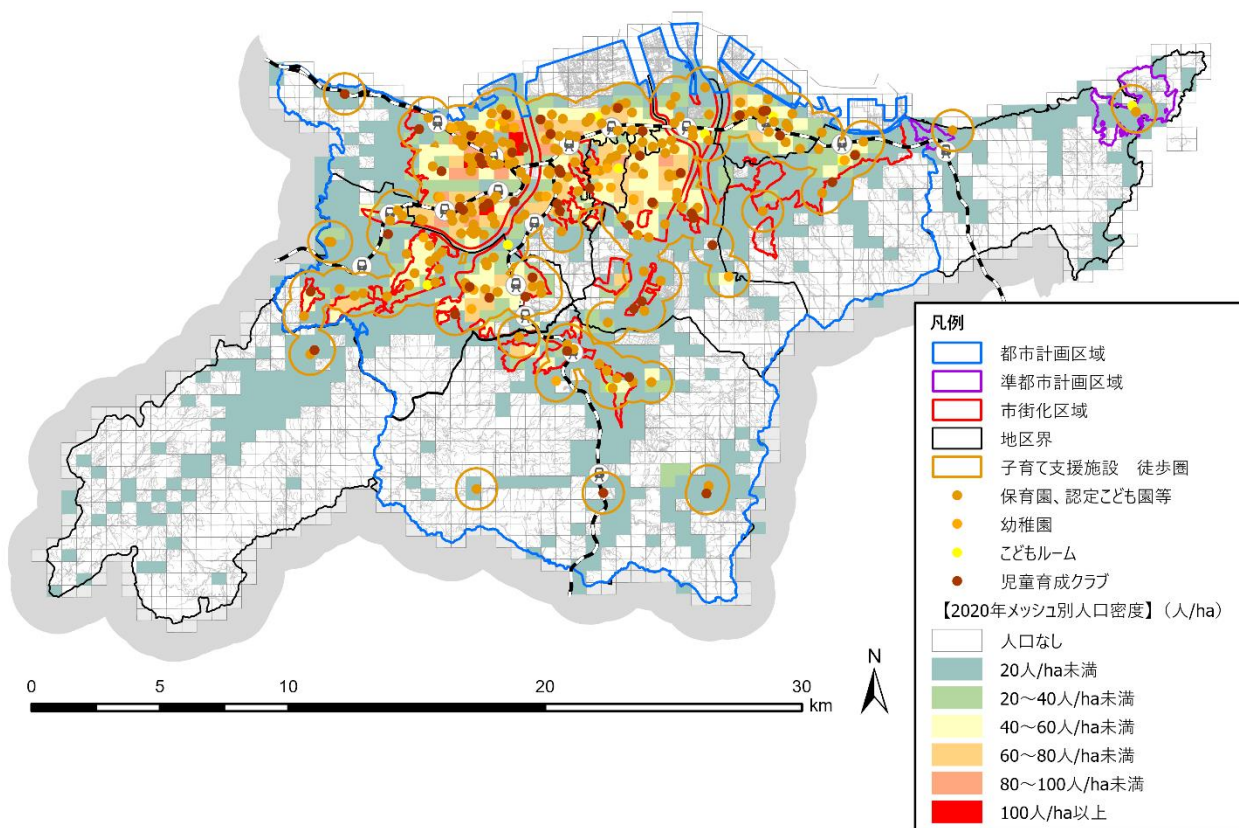 凡例
都市計画区域
準都市計画区域
市街化区域
地区界
子育て支援施設　徒歩圏
保育園、認定こども園等
幼稚園
こどもルーム
児童育成クラブ
【2020年メッシュ別人口密度】（人/ha）
人口なし
20人/ha未満
20～40人/ha未満
40～60人/ha未満
60～80人/ha未満
80～100人/ha未満
100人/ha以上
N
0 5 10 20 30
km